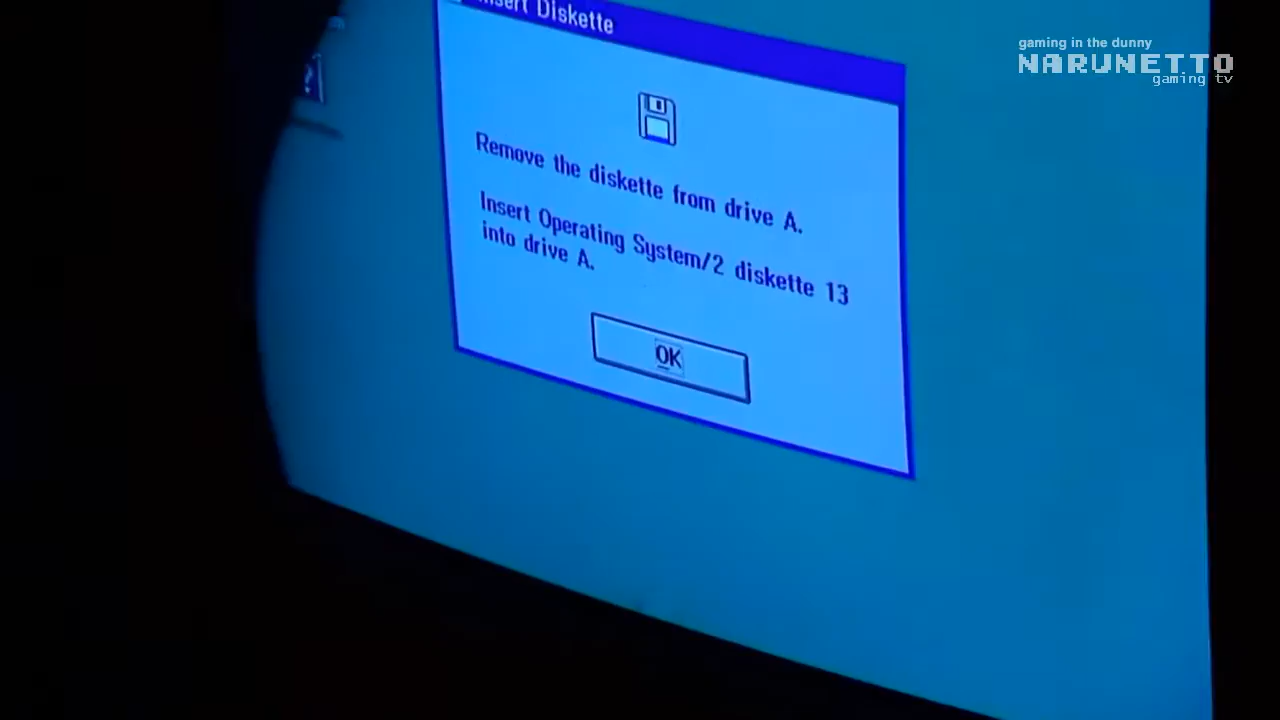 gaming in the dunny
NARUNETTO
gaming tv
Insert Diskette
Remove the diskette from drive A.
Insert Operating System/2 diskette 13
into drive A.
OK